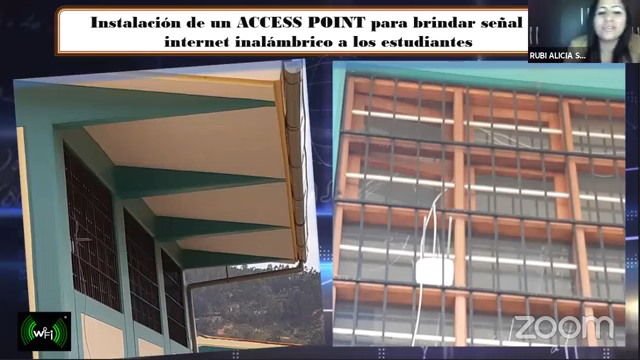 Instalación de un ACCESS POINT para brindar señal
internet inalámbrico a los estudiantes
RUBI ALICIA S...
WiFi
zoom